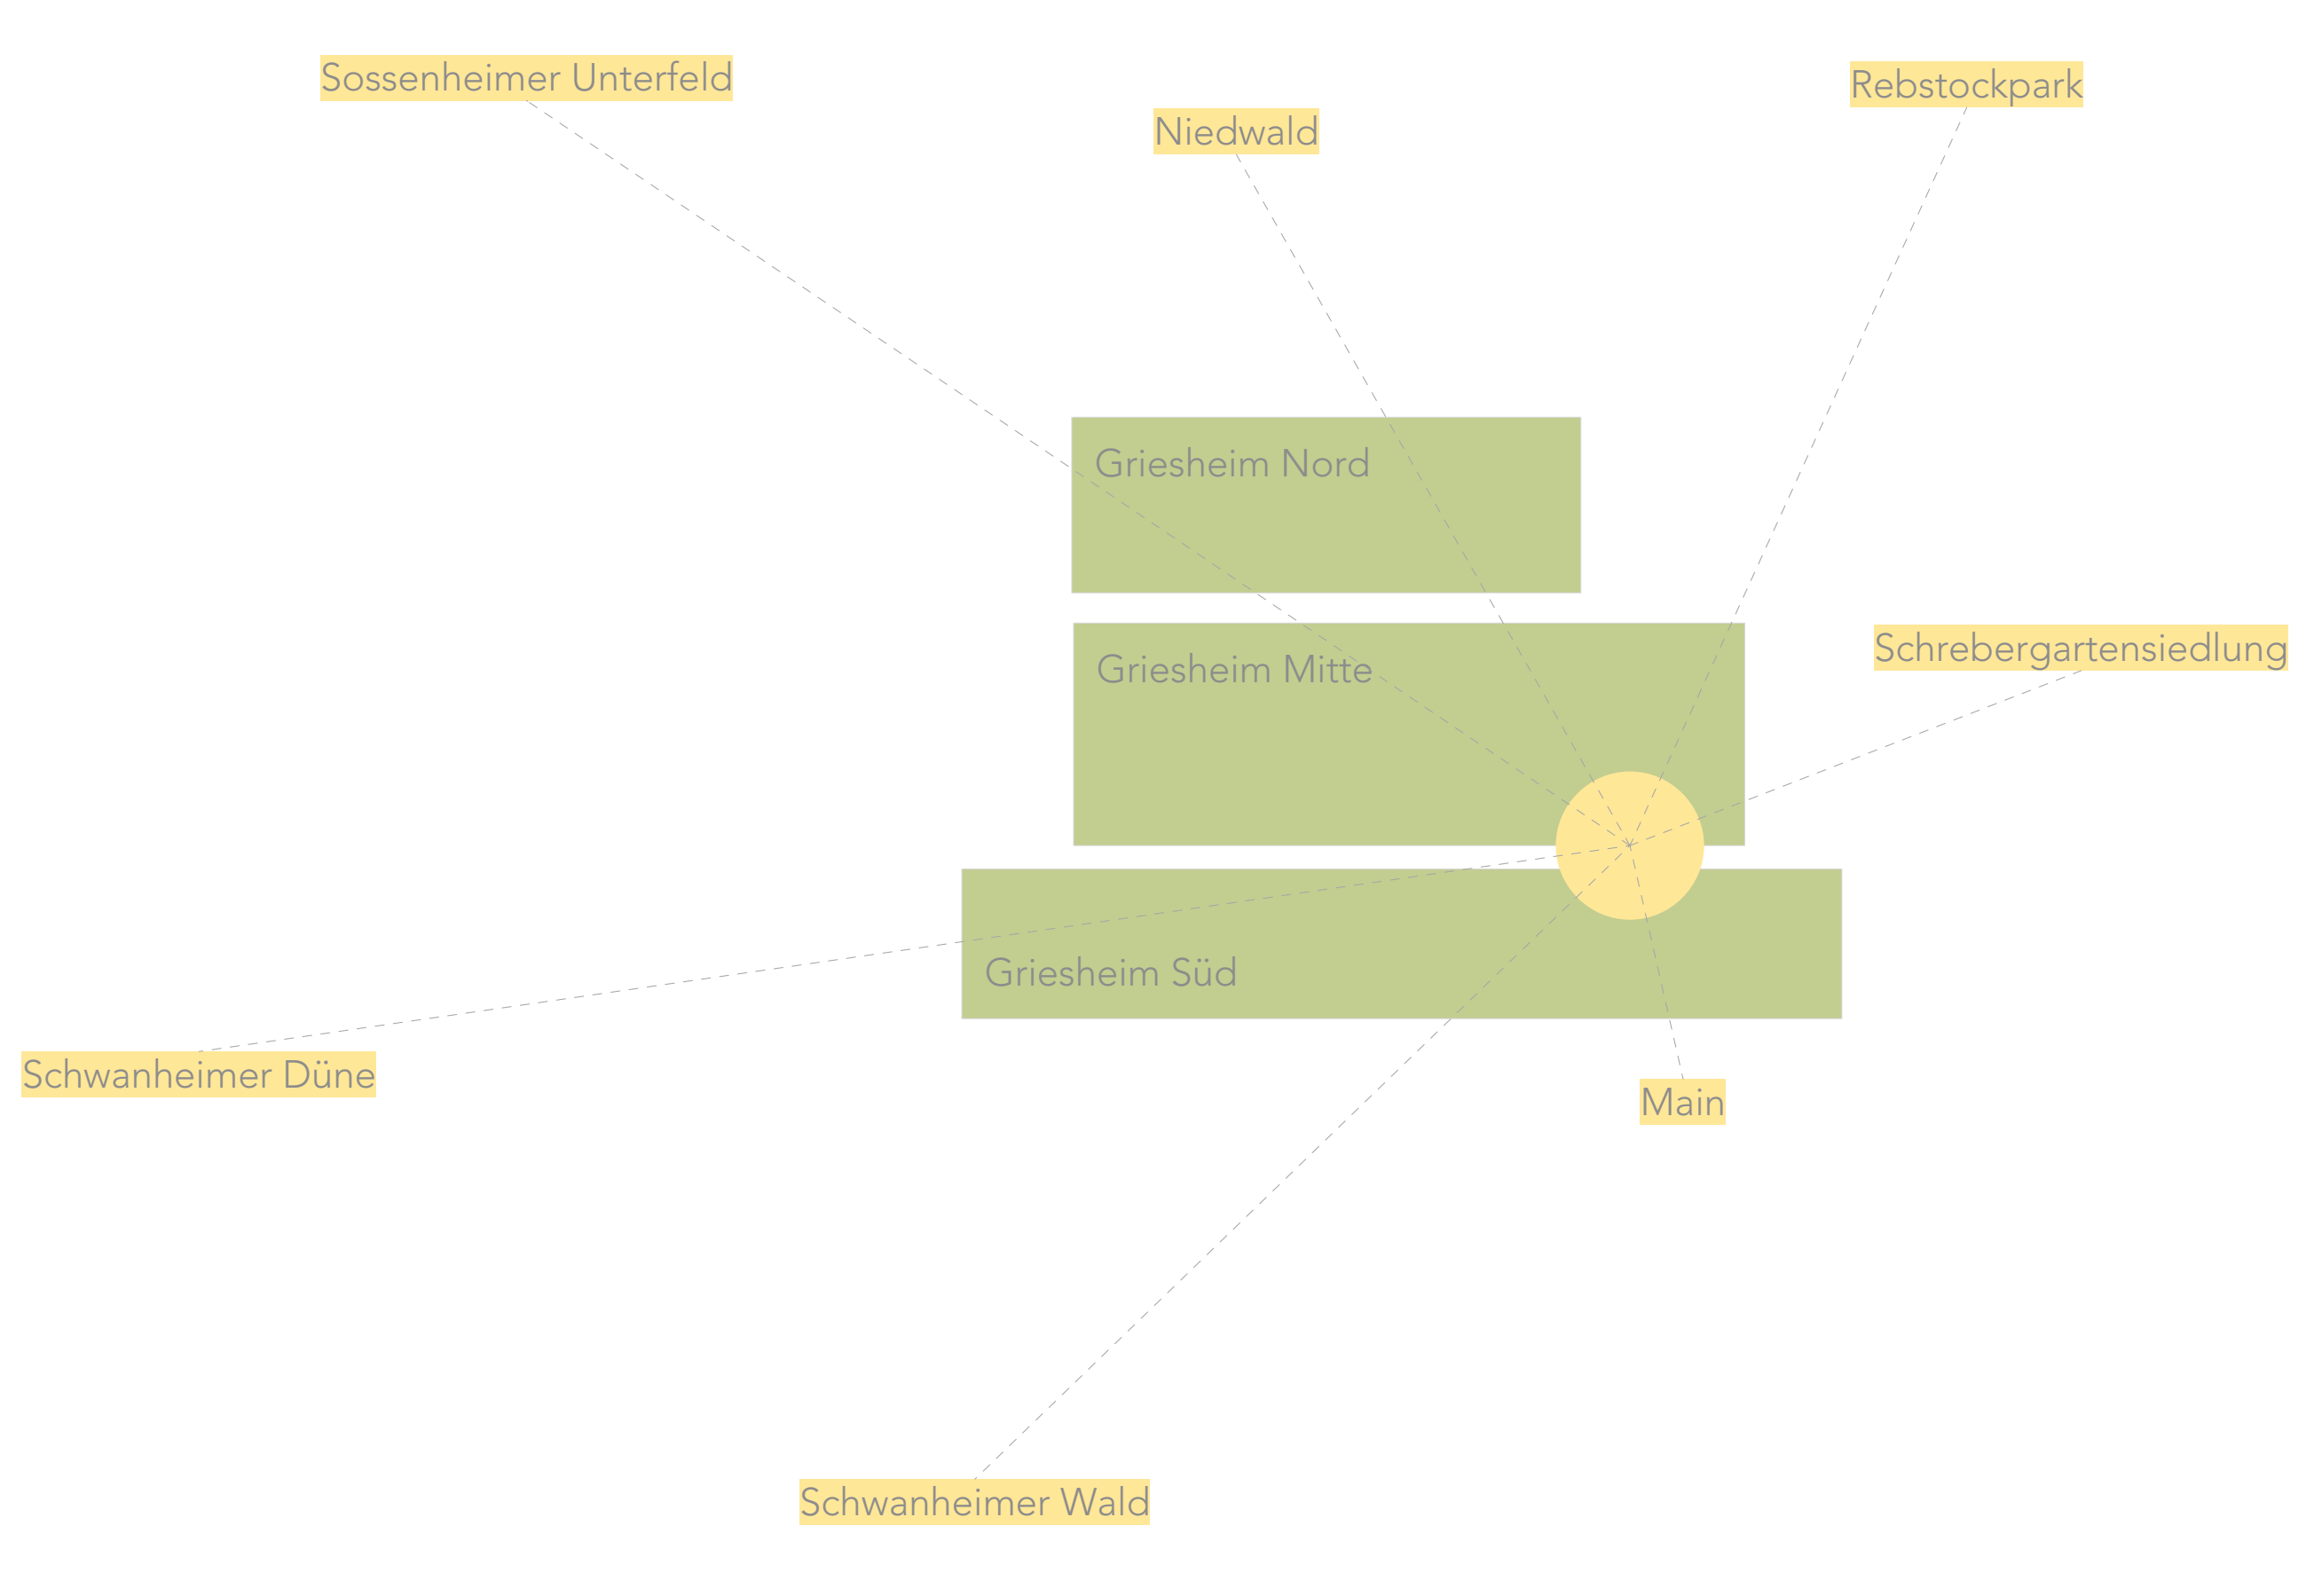 Sossenheimer Unterfeld
Rebstockpark
Niedwald
Griesheim Nord
Schrebergartensiedlung
Griesheim Mitte
Griesheim Süd
Schwanheimer Düne
Main
Schwanheimer Wald